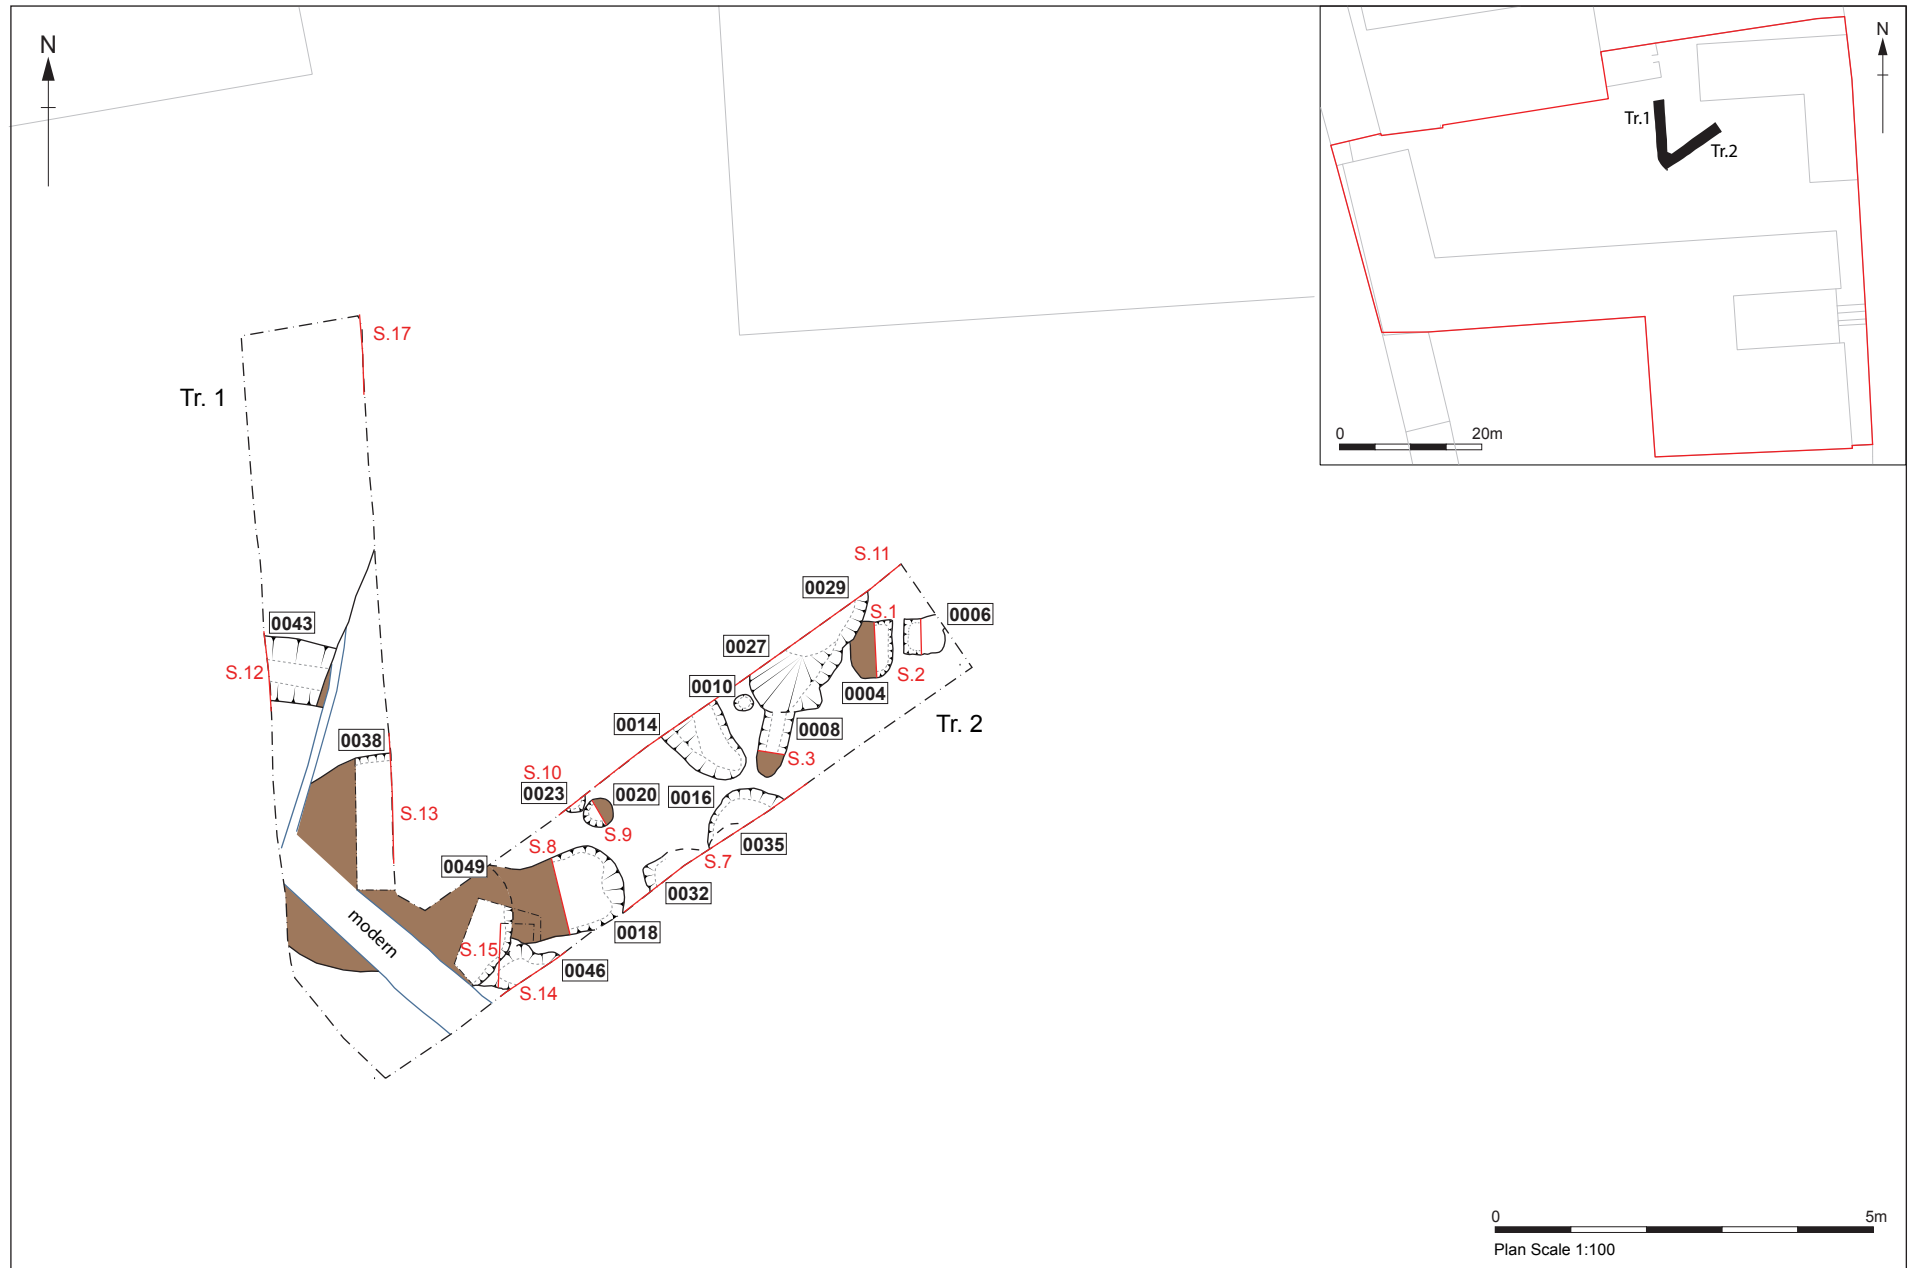 N
N
Tr.1
Tr.2
0 20m
S.17
Tr. 1
S.11
0029
S.1
0006
0043
0027
S.12
S.2
0010
0004
0014
0008
Tr. 2
0038
S.3
S.10
0023
0020
0016
S.13
S.9
0035
S.8
S.7
0049
0032
modern
0018
S.15
0046
S.14
0 5m
Plan Scale 1:100